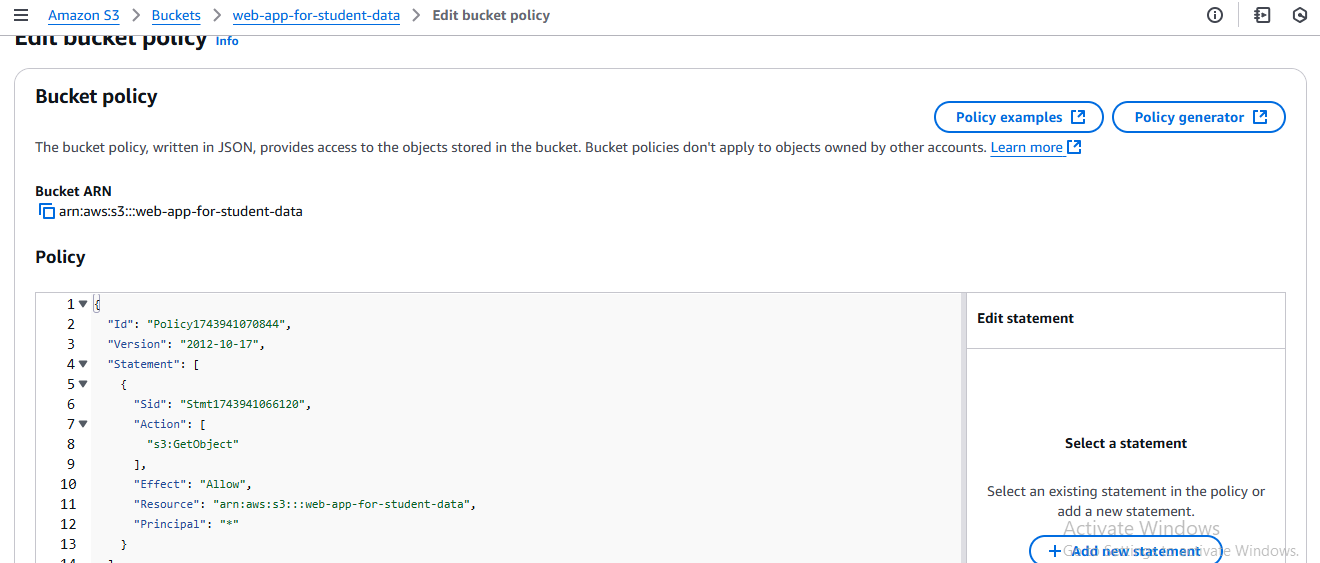 Amazon S3 > Buckets > web-app-for-student-data > Edit bucket policy
Edit bucket policy Info
Bucket policy
Policy examples
Policy generator
The bucket policy, written in JSON, provides access to the objects stored in the bucket. Bucket policies don't apply to objects owned by other accounts. Learn more
Bucket ARN
arn:aws:s3:::web-app-for-student-data
Policy
1 {
2 "Id": "Policy1743941070844",
3 "Version": "2012-10-17",
4 "Statement": [
5 {
6 "Sid": "Stmt1743941066120",
7 "Action": [
8 "s3:GetObject"
9 ],
10 "Effect": "Allow",
11 "Resource": "arn:aws:s3:::web-app-for-student-data",
12 "Principal": "*"
13 }
14 ]
Edit statement
Select a statement
Select an existing statement in the policy or
add a new statement.
Activate Windows
Go to Settings to activate Windows.
+ Add new statement